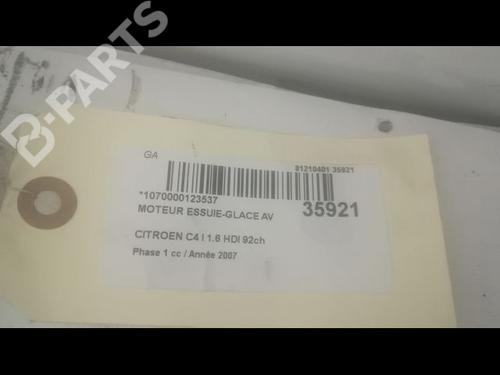 B-PARTS
GA
81210401 35921
*1070000123537
35921
MOTEUR ESSUIE-GLACE AV
CITROEN C4 I 1.6 HDI 92ch
Phase 1 cc / Année 2007